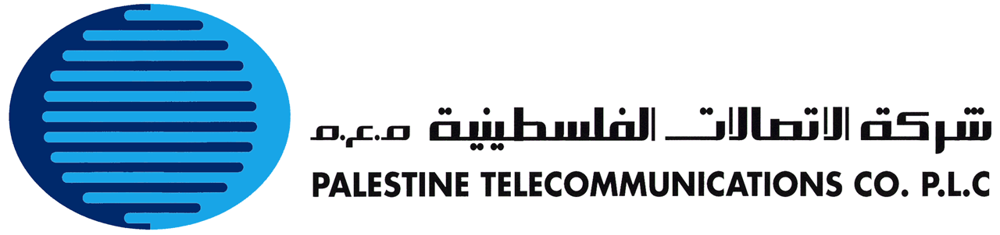 شركة الاتصالات الفلسطينية م.ع.م
PALESTINE TELECOMMUNICATIONS CO. P.L.C